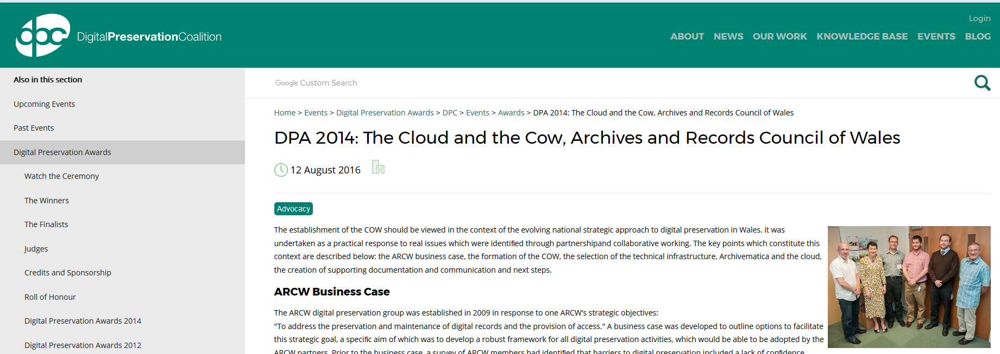 dpc DigitalPreservationCoalition
Login
ABOUT NEWS OUR WORK KNOWLEDGE BASE EVENTS BLOG
Also in this section
Upcoming Events
Past Events
Digital Preservation Awards
Watch the Ceremony
The Winners
The Finalists
Judges
Credits and Sponsorship
Roll of Honour
Digital Preservation Awards 2014
Digital Preservation Awards 2012
Google Custom Search
Home > Events > Digital Preservation Awards > DPC > Events > Awards > DPA 2014: The Cloud and the Cow, Archives and Records Council of Wales
DPA 2014: The Cloud and the Cow, Archives and Records Council of Wales
12 August 2016
Advocacy
The establishment of the COW should be viewed in the context of the evolving national strategic approach to digital preservation in Wales. it was
undertaken as a practical response to real issues which were identified through partnershipand collaborative working. The key points which constitute this
context are described below: the ARCW business case, the formation of the COW, the selection of the technical infrastructure, Archivematica and the cloud,
the creation of supporting documentation and communication and next steps.
ARCW Business Case
The ARCW digital preservation group was established in 2009 in response to one ARCW's strategic objectives:
"To address the preservation and maintenance of digital records and the provision of access." A business case was developed to outline options to facilitate
this strategic goal, a specific aim of which was to develop a robust framework for all digital preservation activities, which would be able to be adopted by the
ARCW partners. Prior to the business case, a survey of ARCW members had identified that barriers to digital preservation included a lack of confidence